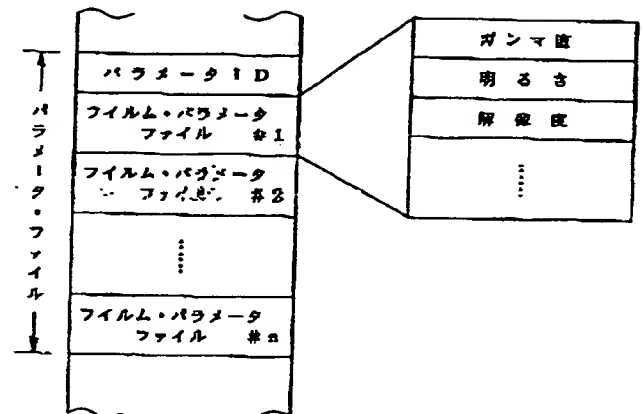 パラメータ・ファイル
パラメータID
フィルム・パラメータ
ファイル #1
フィルム・パラメータ
ファイル #2
フィルム・パラメータ
ファイル #n
ガンマ値
明るさ
解像度